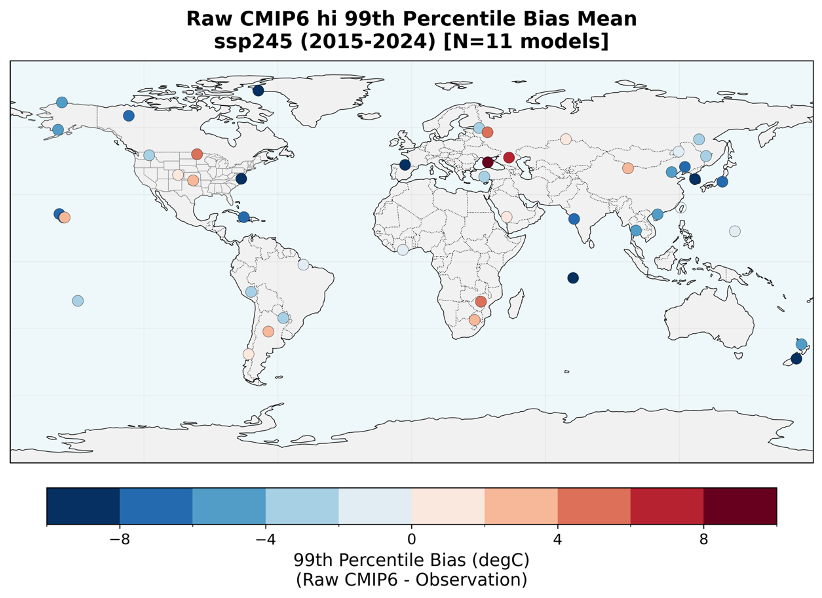 Raw CMIP6 hi 99th Percentile Bias Mean
ssp245 (2015-2024) [N=11 models]
−8 −4 0 4 8
99th Percentile Bias (degC)
(Raw CMIP6 - Observation)